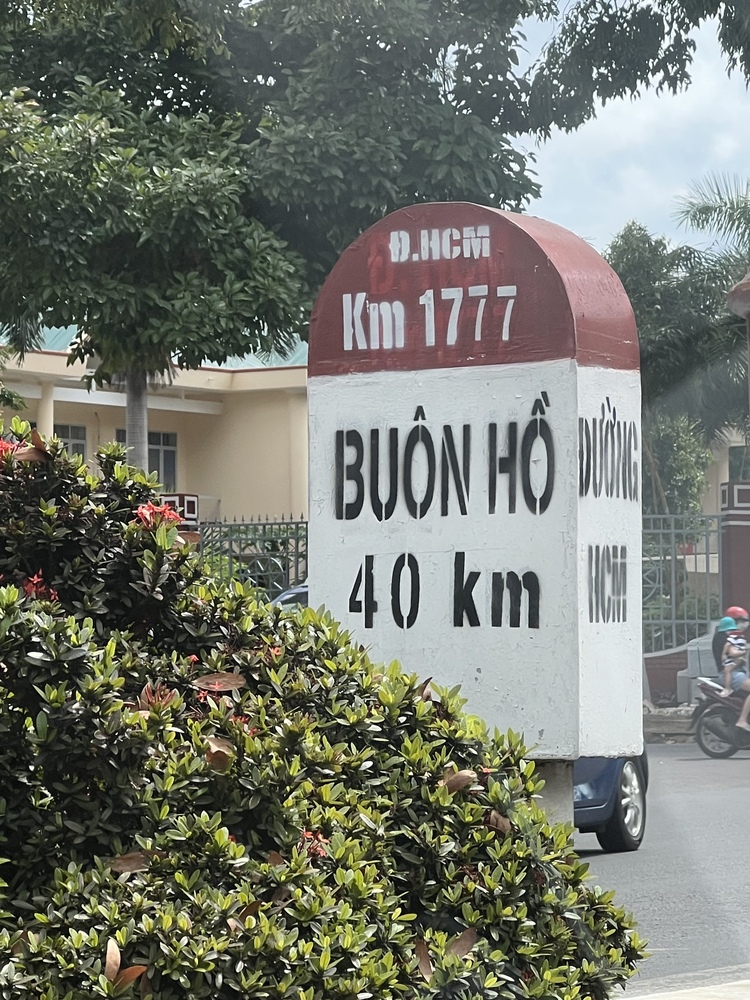 Đ.HCM
Km 1777
BUÔN HỒ
40 km
ĐƯỜNG
HCM